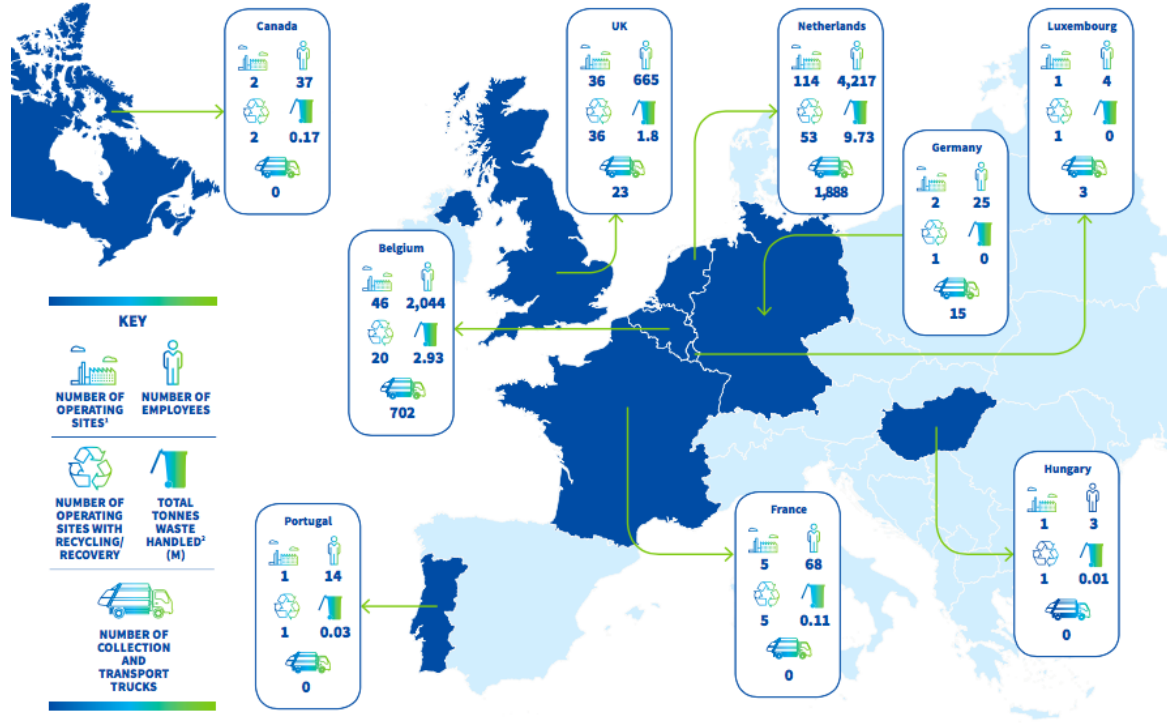 Canada
2 37
2 0.17
0
UK
36 665
36 1.8
23
Netherlands
114 4,217
53 9.73
1,888
Luxembourg
1 4
1 0
3
Germany
2 25
1 0
15
Belgium
46 2,044
20 2.93
702
KEY
NUMBER OF
OPERATING
SITES¹
NUMBER OF
EMPLOYEES
NUMBER OF
OPERATING
SITES WITH
RECYCLING/
RECOVERY
TOTAL
TONNES
WASTE
HANDLED²
(M)
NUMBER OF
COLLECTION
AND
TRANSPORT
TRUCKS
Portugal
1 14
1 0.03
0
France
5 68
5 0.11
0
Hungary
1 3
1 0.01
0